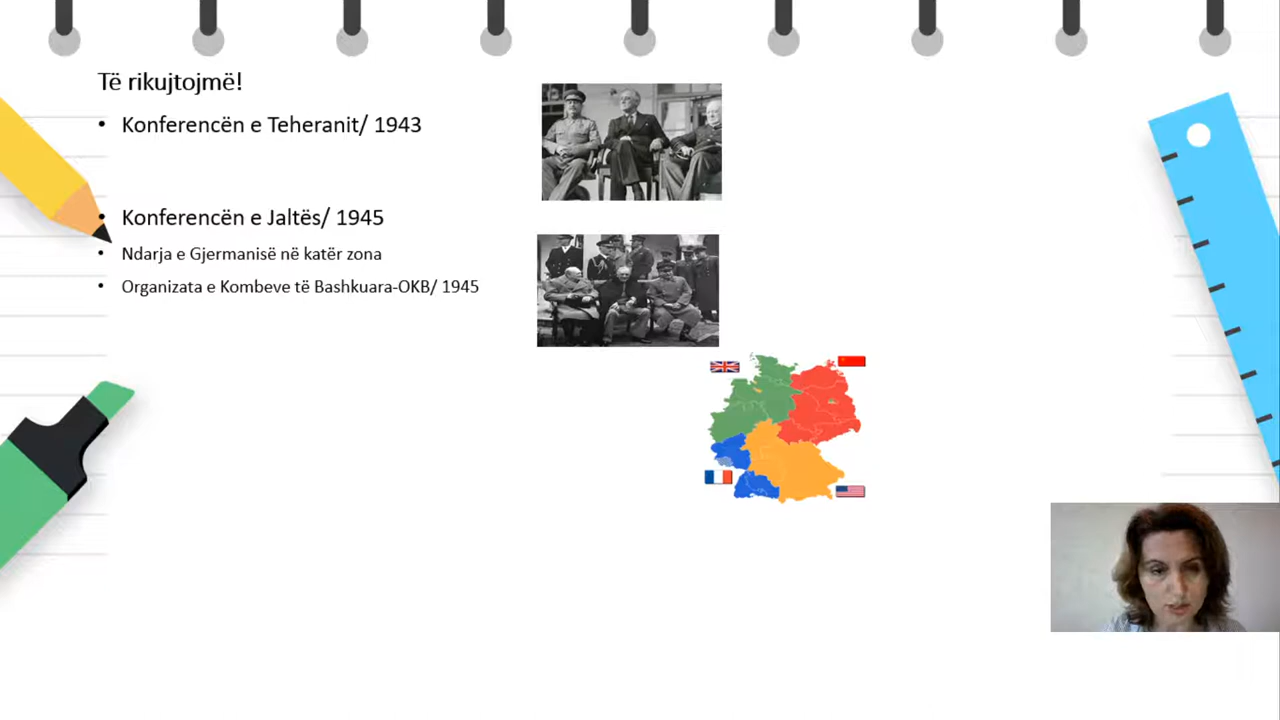 Të rikujtojmë!
• Konferencën e Teheranit/ 1943
• Konferencën e Jaltës/ 1945
• Ndarja e Gjermanisë në katër zona
• Organizata e Kombeve të Bashkuara-OKB/ 1945